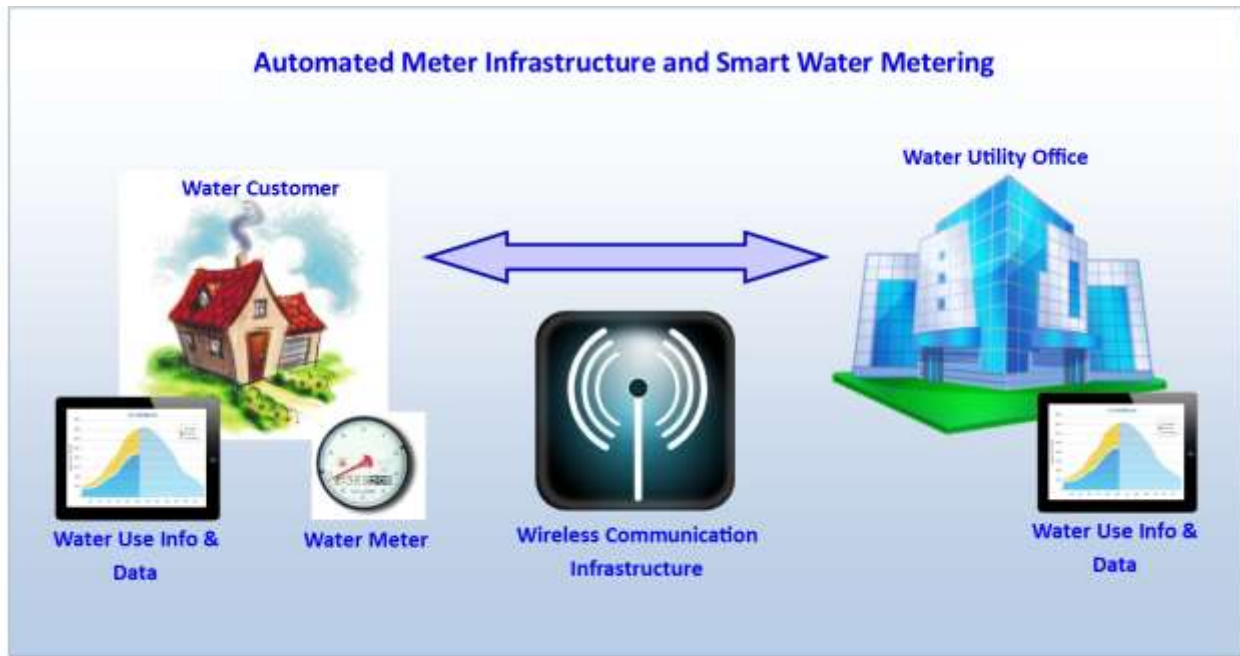 Automated Meter Infrastructure and Smart Water Metering
Water Utility Office
Water Customer
Water Use Info &
Data
Water Meter
Wireless Communication
Infrastructure
Water Use Info &
Data